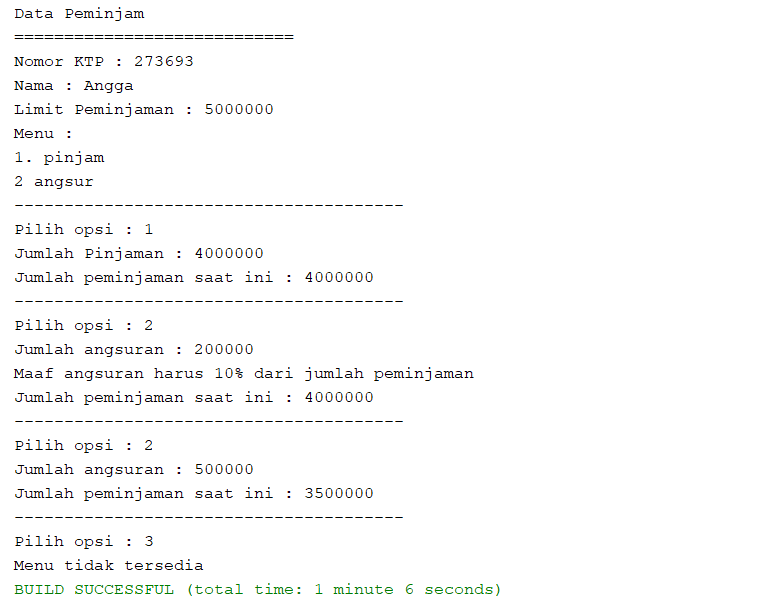 Data Peminjam
============================
Nomor KTP : 273693
Nama : Angga
Limit Peminjaman : 5000000
Menu :
1. pinjam
2 angsur
---------------------------------------
Pilih opsi : 1
Jumlah Pinjaman : 4000000
Jumlah peminjaman saat ini : 4000000
---------------------------------------
Pilih opsi : 2
Jumlah angsuran : 200000
Maaf angsuran harus 10% dari jumlah peminjaman
Jumlah peminjaman saat ini : 4000000
---------------------------------------
Pilih opsi : 2
Jumlah angsuran : 500000
Jumlah peminjaman saat ini : 3500000
---------------------------------------
Pilih opsi : 3
Menu tidak tersedia
BUILD SUCCESSFUL (total time: 1 minute 6 seconds)